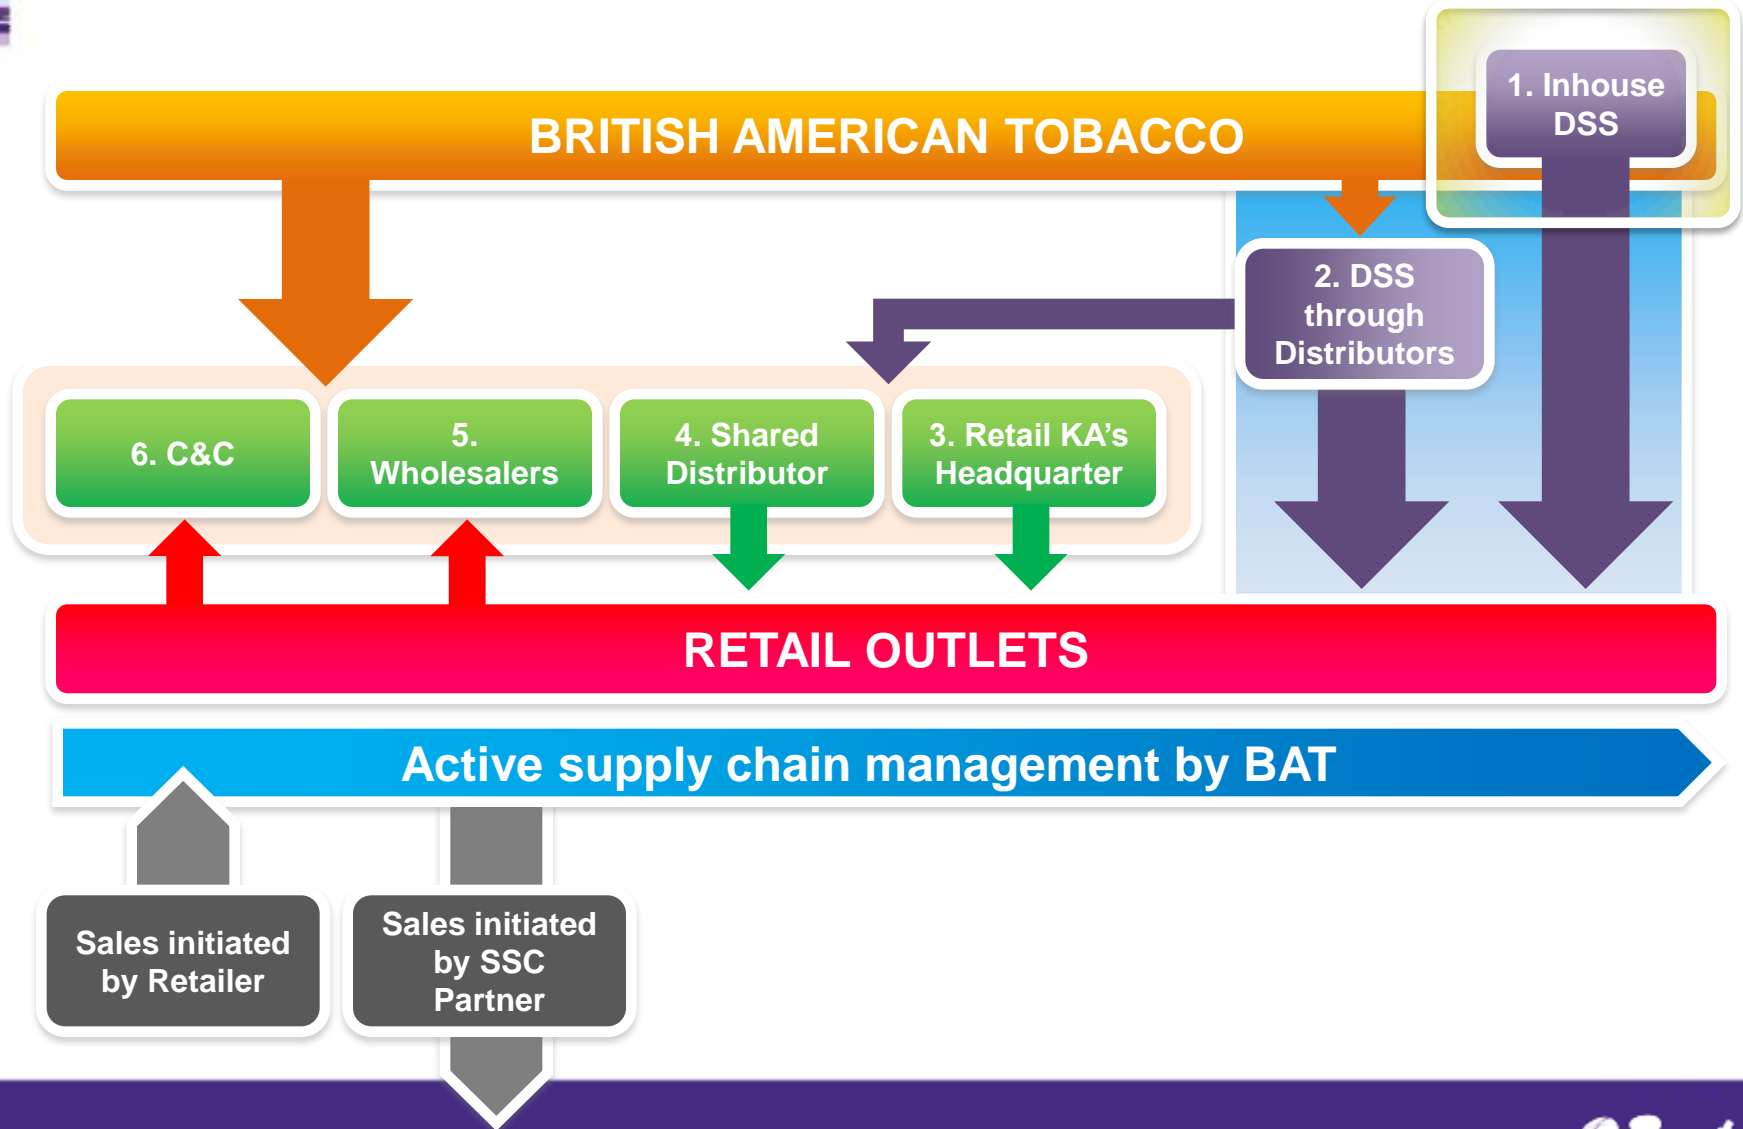 1. Inhouse
DSS
BRITISH AMERICAN TOBACCO
2. DSS
through
Distributors
6. C&C
5.
Wholesalers
4. Shared
Distributor
3. Retail KA's
Headquarter
RETAIL OUTLETS
Active supply chain management by BAT
Sales initiated
by Retailer
Sales initiated
by SSC
Partner